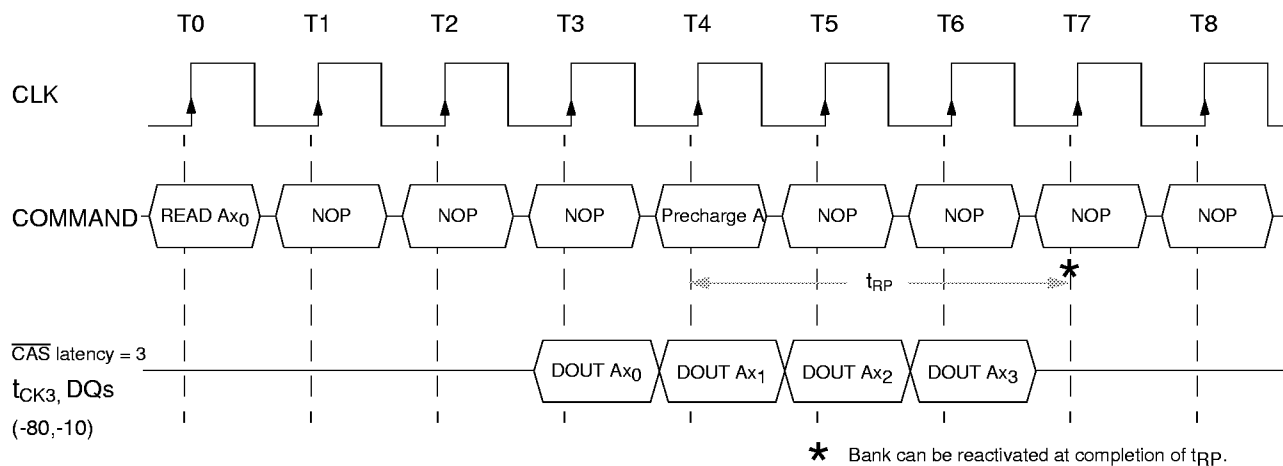 T0 T1 T2 T3 T4 T5 T6 T7 T8
CLK
COMMAND READ Ax0 NOP NOP NOP Precharge A NOP NOP NOP NOP
*
tRP
CAS latency = 3
tCK3, DQs
(-80,-10)
DOUT Ax0 DOUT Ax1 DOUT Ax2 DOUT Ax3
* Bank can be reactivated at completion of tRP.